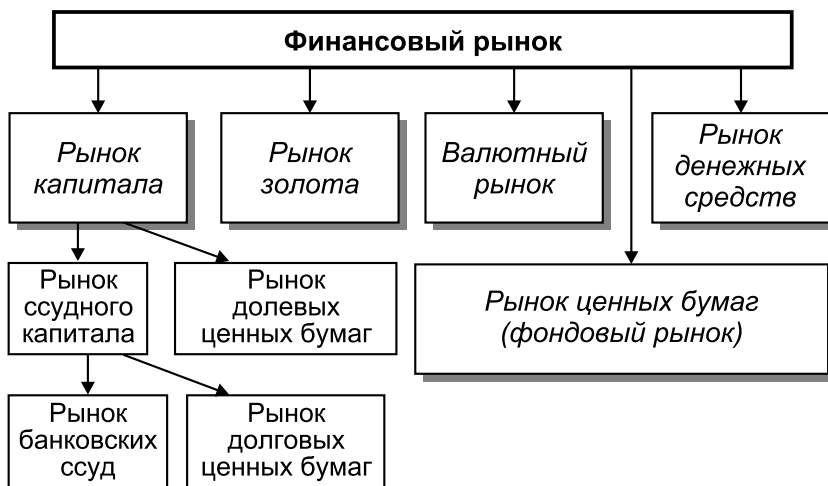 Финансовый рынок
Рынок
капитала
Рынок
золота
Валютный
рынок
Рынок
денежных
средств
Рынок
ссудного
капитала
Рынок
долевых
ценных бумаг
Рынок ценных бумаг
(фондовый рынок)
Рынок
банковских
ссуд
Рынок
долговых
ценных бумаг